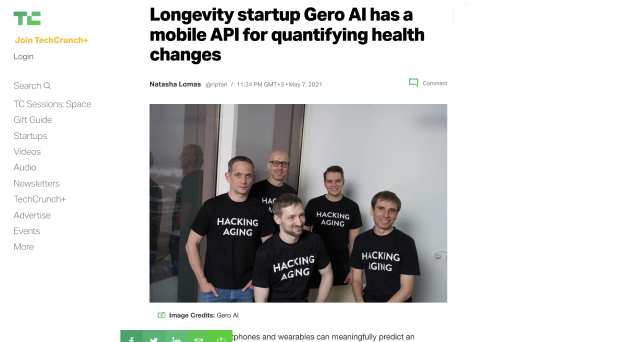 TC
Join TechCrunch+
Login
Search
TC Sessions: Space
Gift Guide
Startups
Videos
Audio
Newsletters
TechCrunch+
Advertise
Events
More
Longevity startup Gero AI has a
mobile API for quantifying health
changes
Natasha Lomas @riptari / 11:34 PM GMT+3 • May 7, 2021
Comment
HACKING
AGING
HACKING
AGING
HACKING
AGING
HACKING
AGING
HACKING
AGING
Image Credits: Gero AI
phones and wearables can meaningfully predict an